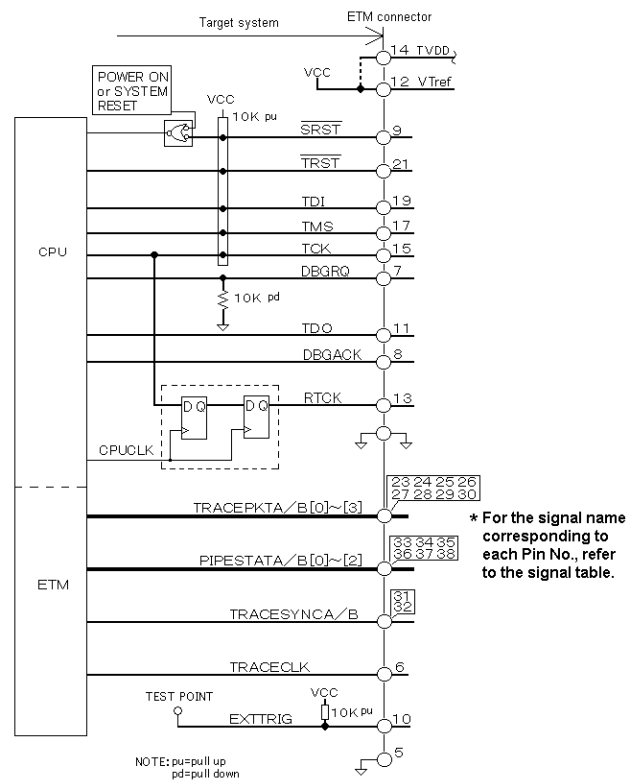 Target system
ETM connector
14 TVDD
VCC
12 VTref
POWER ON
or SYSTEM
RESET
VCC
10K pu
SRST
9
TRST
21
TDI
19
TMS
17
CPU
TCK
15
DBGRQ
7
10K pd
TDO
11
DBGACK
8
RTCK
13
D Q
D Q
CPUCLK
23 24 25 26
27 28 29 30
TRACEPKTA/B[0]~[3]
* For the signal name
corresponding to
each Pin No., refer
to the signal table.
33 34 35
36 37 38
PIPESTATA/B[0]~[2]
ETM
31
32
TRACESYNCA/B
TRACECLK
6
TEST POINT
VCC
10K pu
EXTTRIG
10
5
NOTE: pu=pull up
pd=pull down